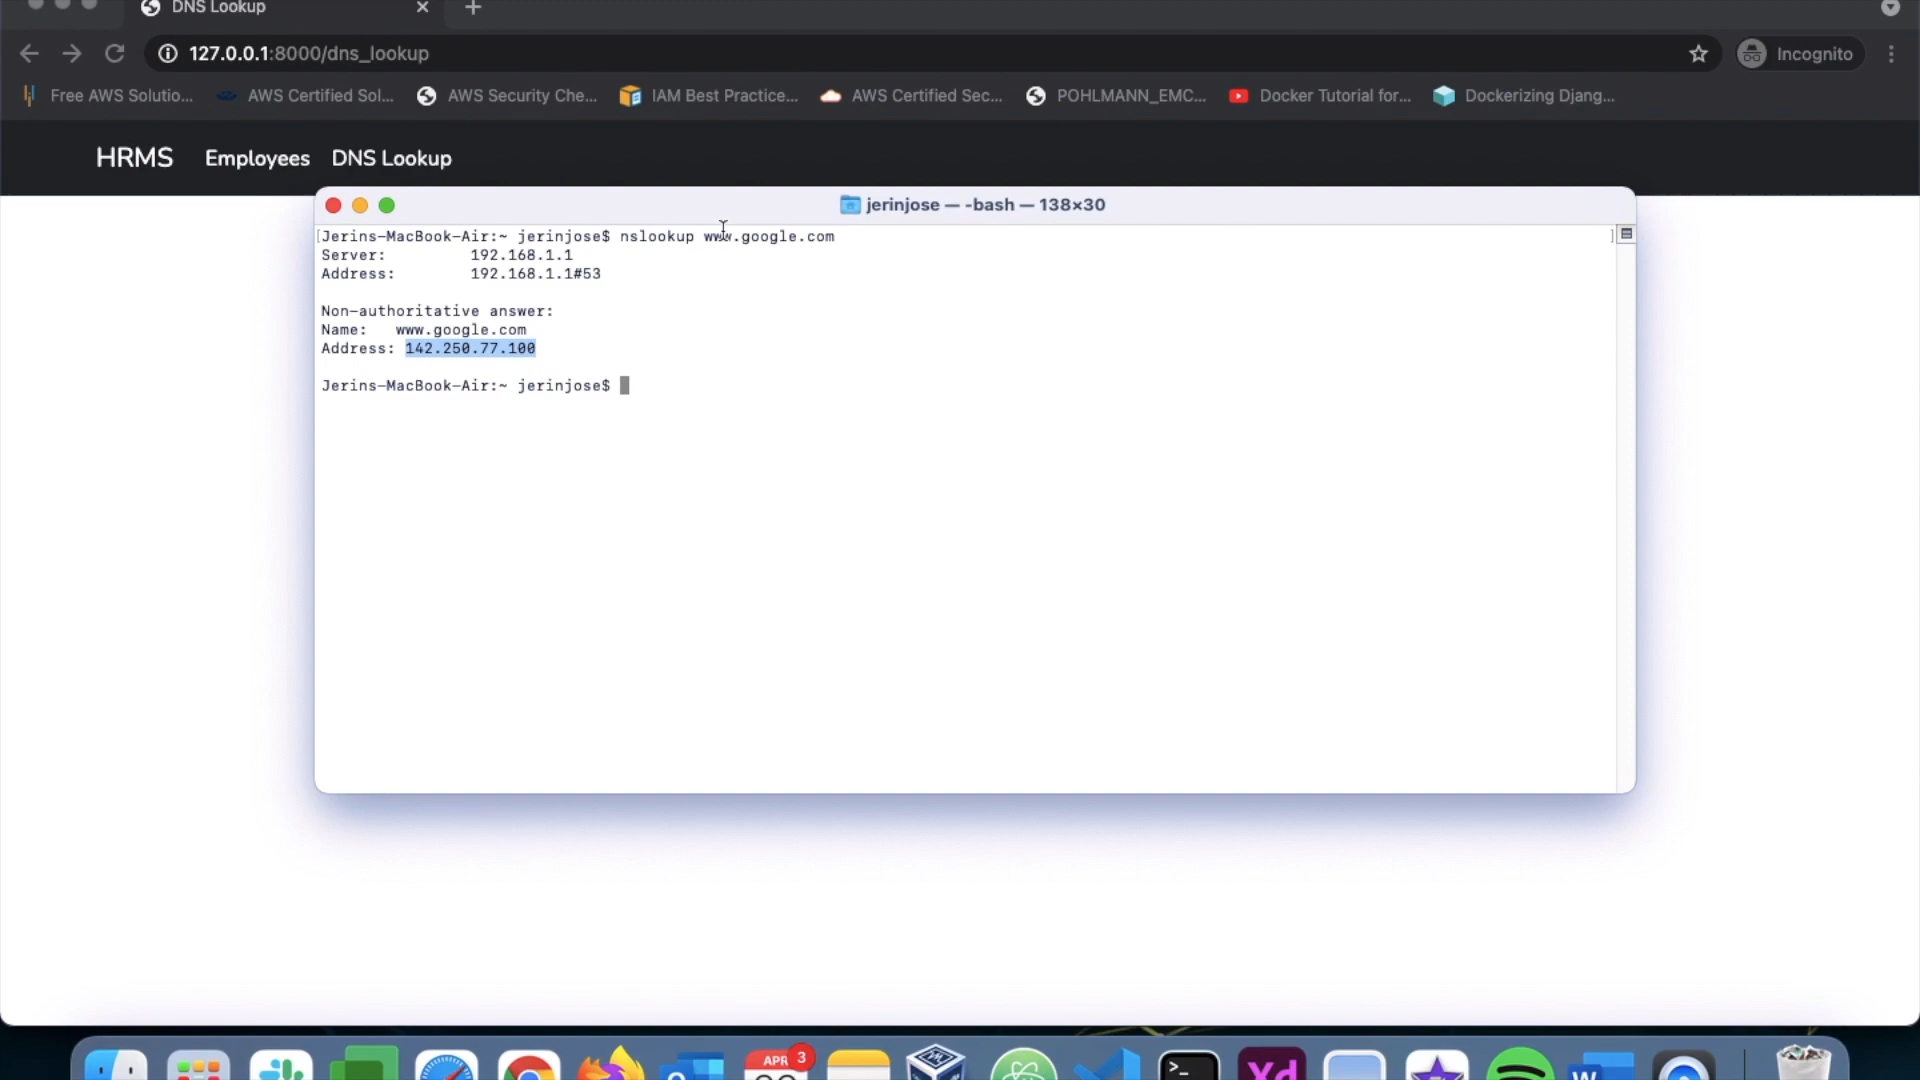 DNS Lookup
127.0.0.1:8000/dns_lookup
Incognito
Free AWS Solutio...
AWS Certified Sol...
AWS Security Che...
IAM Best Practice...
AWS Certified Sec...
POHLMANN_EMC...
Docker Tutorial for...
Dockerizing Djang...
HRMS
Employees
DNS Lookup
jerinjose — -bash — 138×30
[Jerins-MacBook-Air:~ jerinjose$ nslookup www.google.com ]
Server: 192.168.1.1
Address: 192.168.1.1#53
Non-authoritative answer:
Name: www.google.com
Address: 142.250.77.100
Jerins-MacBook-Air:~ jerinjose$
APR
3
>_
Xd
W